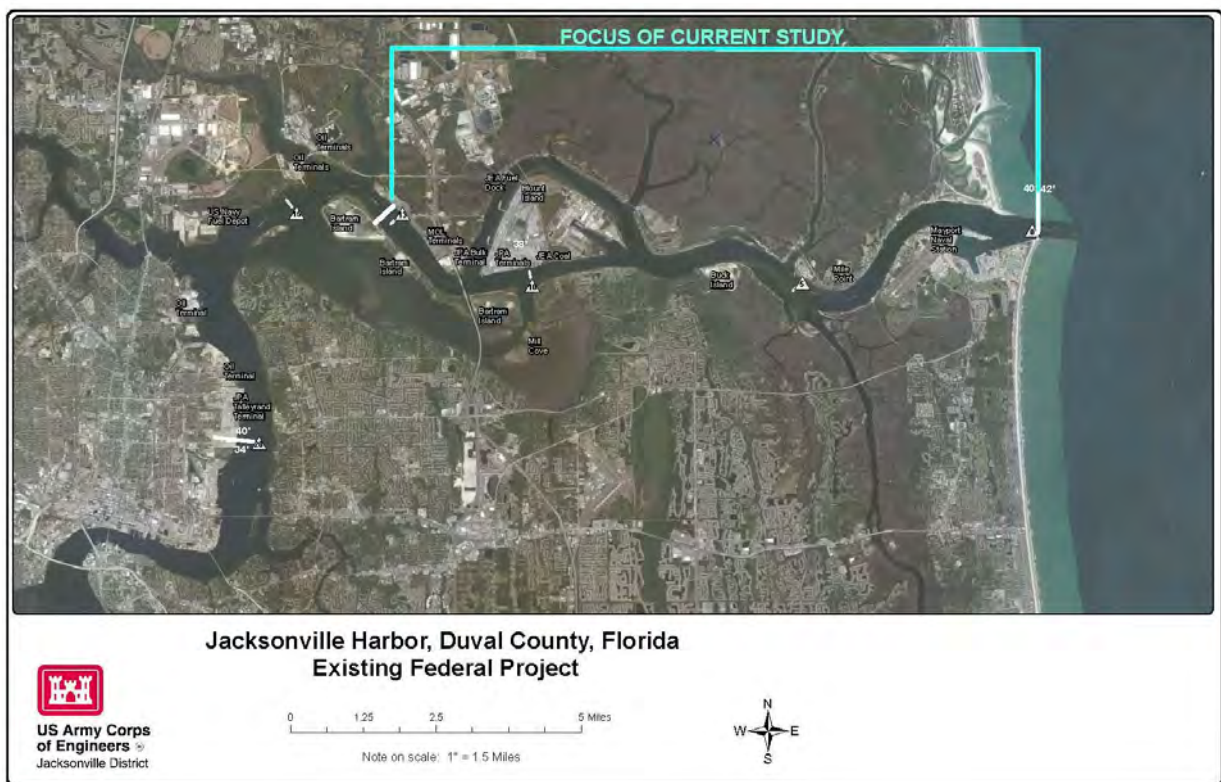 FOCUS OF CURRENT STUDY
Oil
Terminals
Oil
Terminals
US Navy
Fuel Depot
Bartram
Island
JEA Fuel
Dock
Blount
Island
40'
42'
MOL
Terminals
JPA Bulk
Terminal
38'
JPA
Terminals
JEA Coal
Bartram
Island
Buck
Island
Mile
Point
Mayport
Naval
Station
Oil
Terminal
Bartram
Island
Mill
Cove
Oil
Terminal
JPA
Talleyrand
Terminal
40'
34'
Jacksonville Harbor, Duval County, Florida
Existing Federal Project
US Army Corps
of Engineers ®
Jacksonville District
0 1.25 2.5 5 Miles
Note on scale: 1" = 1.5 Miles
N
W E
S